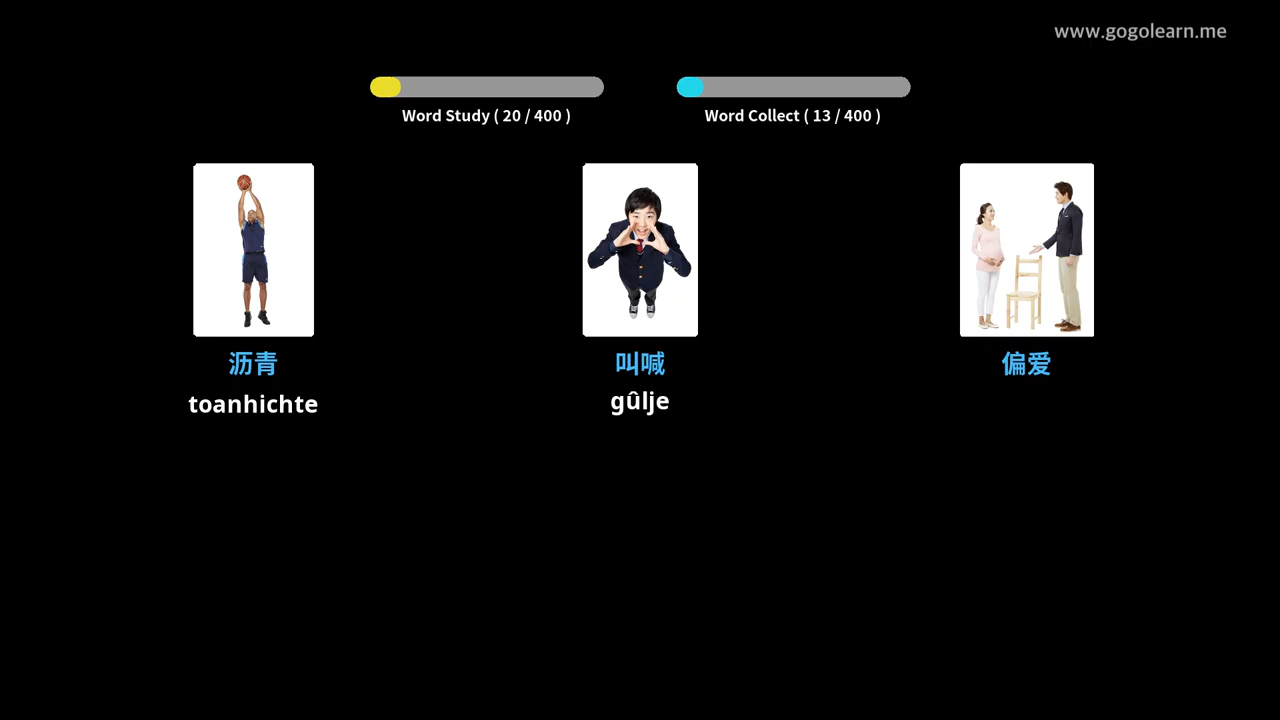 www.gogolearn.me
Word Study ( 20 / 400 )
Word Collect ( 13 / 400 )
沥青
叫喊
偏爱
toanhichte
gûlje